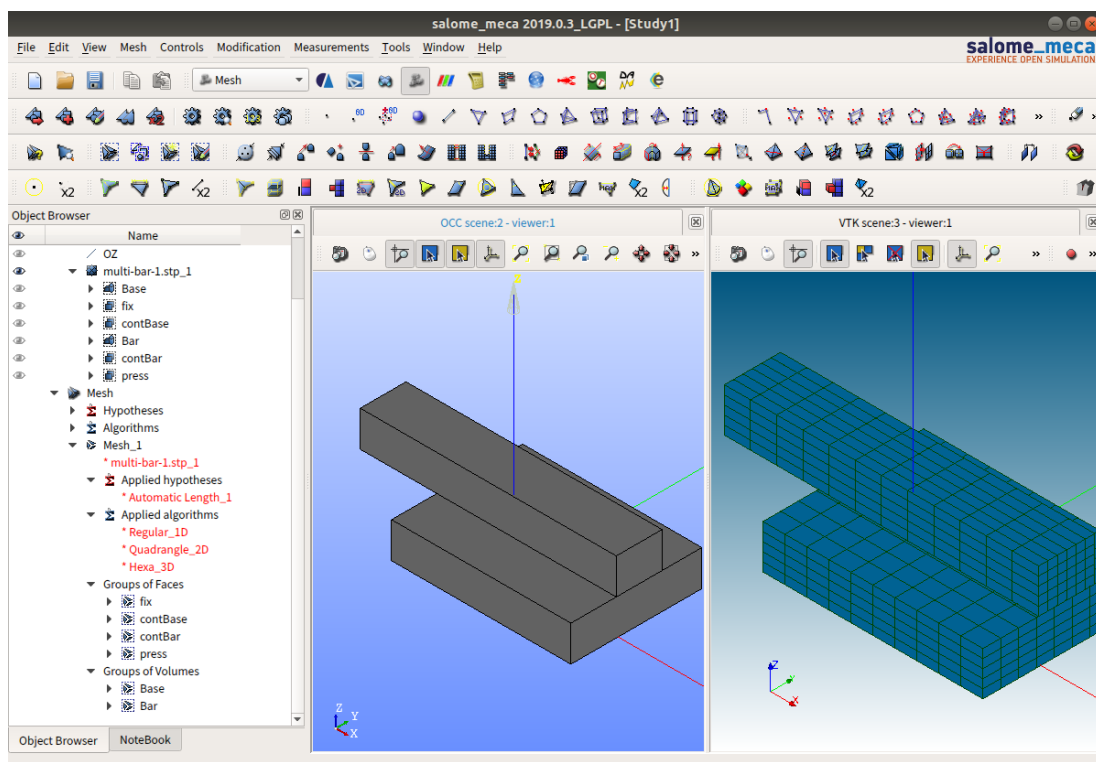 salome_meca 2019.0.3_LGPL - [Study1]
File Edit View Mesh Controls Modification Measurements Tools Window Help
salome_meca
EXPERIENCE OPEN SIMULATION
Mesh
Object Browser
Name
OZ
multi-bar-1.stp_1
Base
fix
contBase
Bar
contBar
press
Mesh
Hypotheses
Algorithms
Mesh_1
* multi-bar-1.stp_1
Applied hypotheses
* Automatic Length_1
Applied algorithms
* Regular_1D
* Quadrangle_2D
* Hexa_3D
Groups of Faces
fix
contBase
contBar
press
Groups of Volumes
Base
Bar
Object Browser NoteBook
OCC scene:2 - viewer:1
Z
Z
Y
X
VTK scene:3 - viewer:1
Z
Y
X